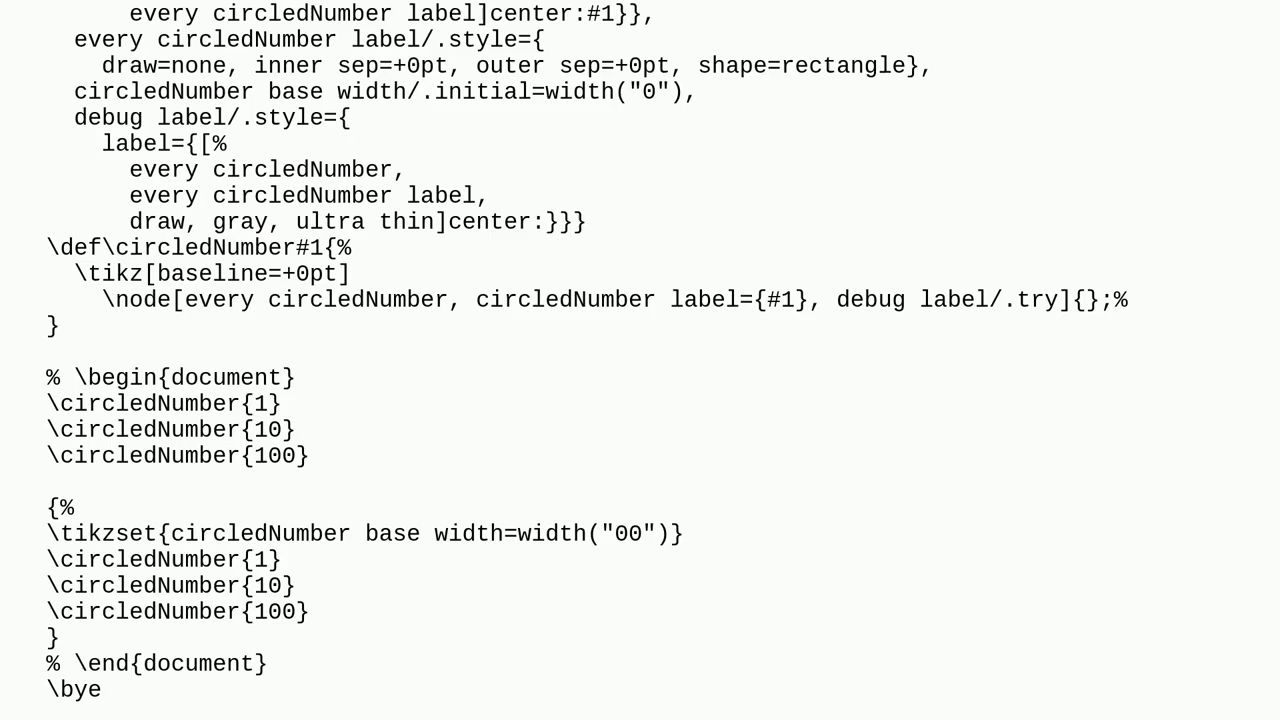 every circledNumber label]center:#1}},
  every circledNumber label/.style={
    draw=none, inner sep=+0pt, outer sep=+0pt, shape=rectangle},
  circledNumber base width/.initial=width("0"),
  debug label/.style={
    label={[%
      every circledNumber,
      every circledNumber label,
      draw, gray, ultra thin]center:}}}
\def\circledNumber#1{%
  \tikz[baseline=+0pt]
    \node[every circledNumber, circledNumber label={#1}, debug label/.try]{};%
}

% \begin{document}
\circledNumber{1}
\circledNumber{10}
\circledNumber{100}

{%
\tikzset{circledNumber base width=width("00")}
\circledNumber{1}
\circledNumber{10}
\circledNumber{100}
}
% \end{document}
\bye